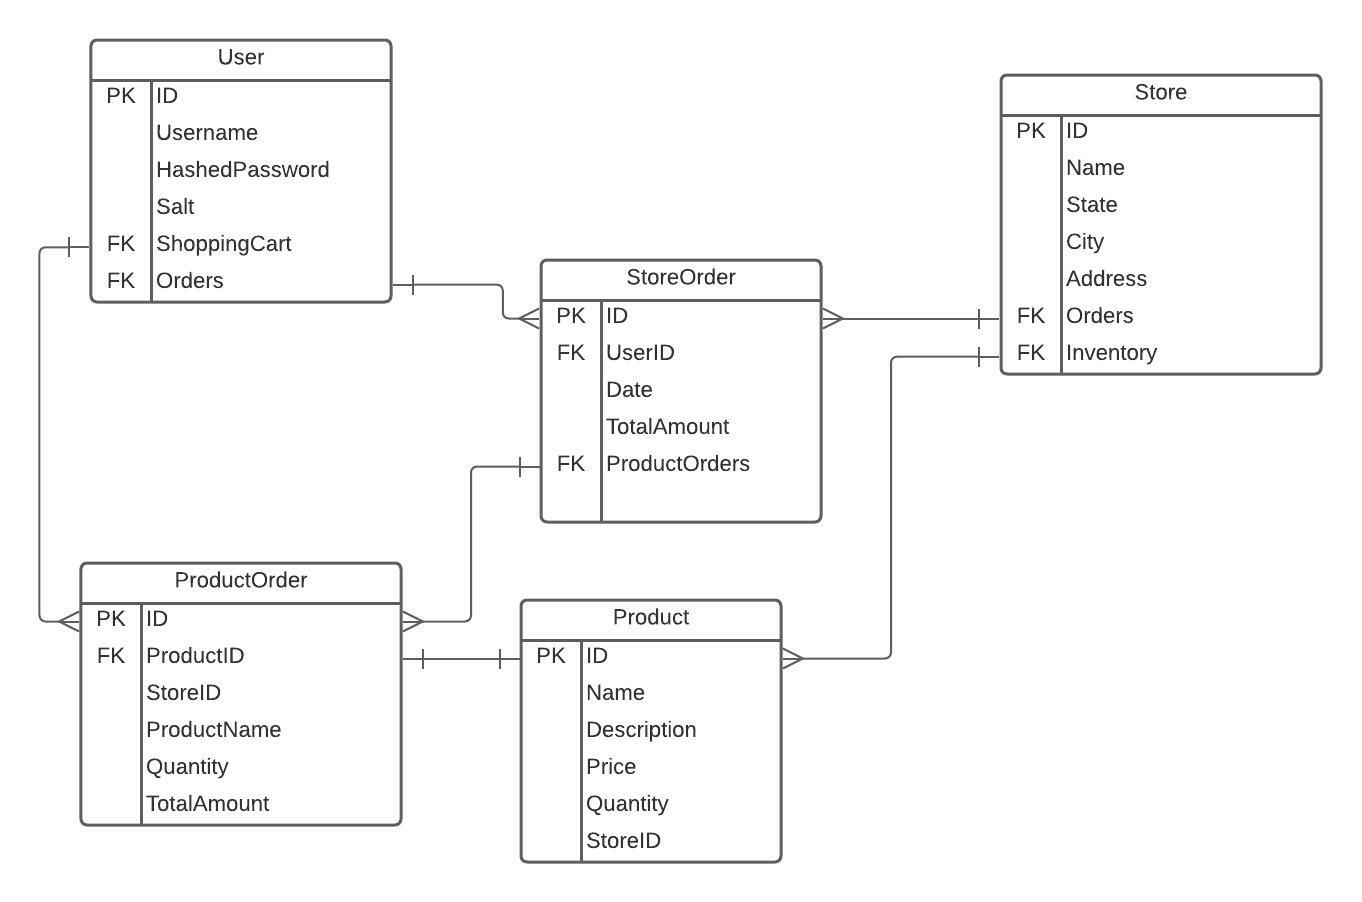 User
PK ID
Username
HashedPassword
Salt
FK ShoppingCart
FK Orders
Store
PK ID
Name
State
City
Address
FK Orders
FK Inventory
StoreOrder
PK ID
FK UserID
Date
TotalAmount
FK ProductOrders
ProductOrder
PK ID
FK ProductID
StoreID
ProductName
Quantity
TotalAmount
Product
PK ID
Name
Description
Price
Quantity
StoreID